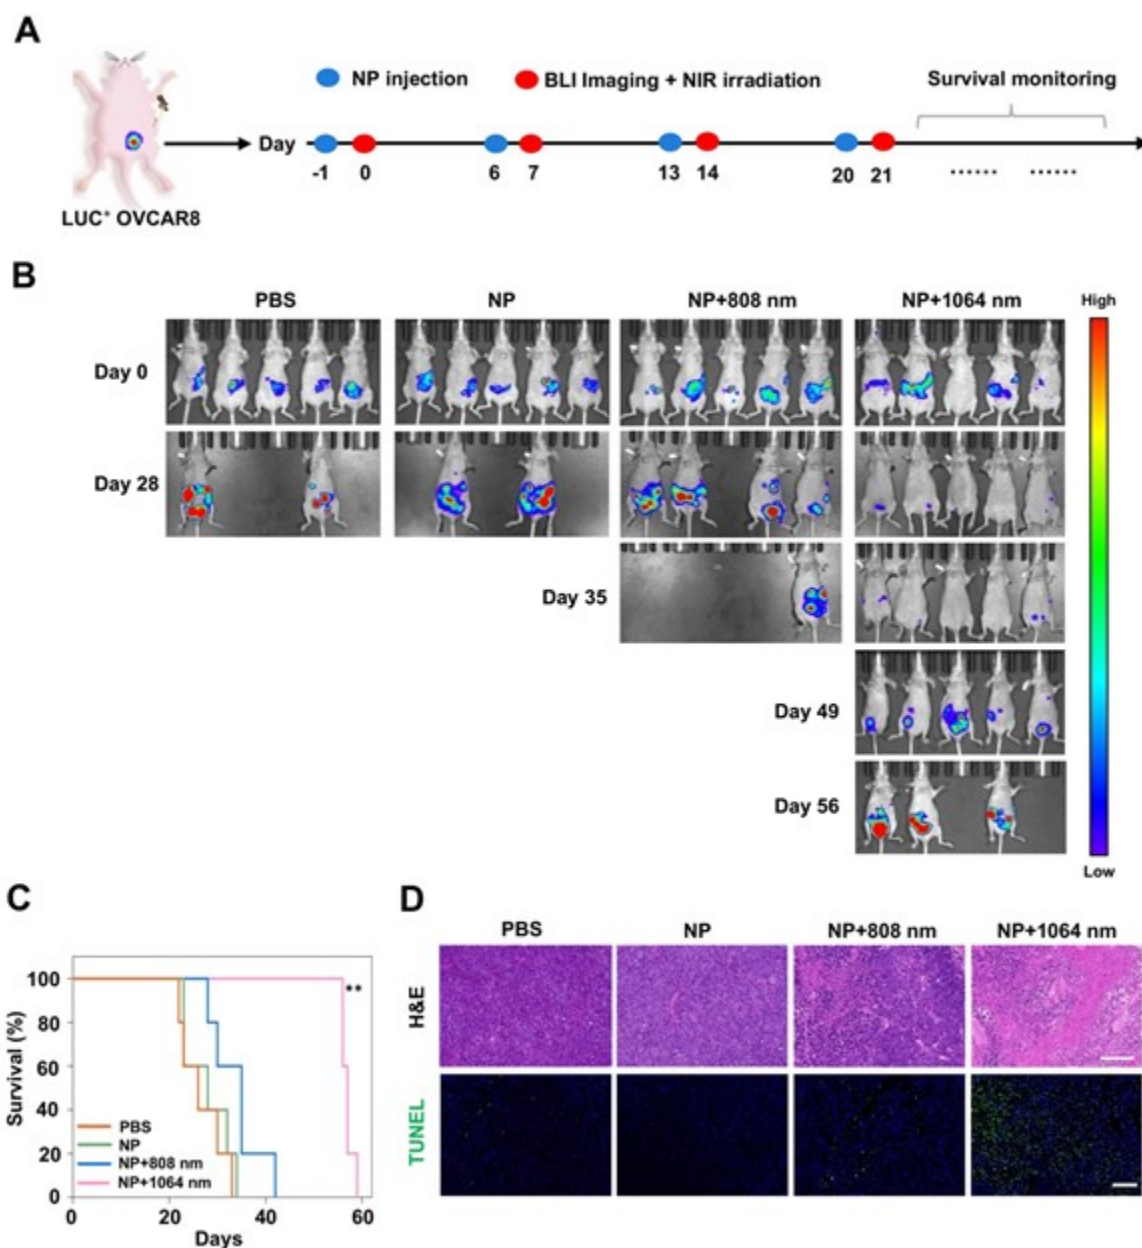 A
NP injection
BLI Imaging + NIR irradiation
Survival monitoring
Day
-1 0 6 7 13 14 20 21 ...... ......
LUC⁺ OVCAR8
B
PBS NP NP+808 nm NP+1064 nm High
Day 0
Day 28
Day 35
Day 49
Day 56
Low
C
Survival (%)
100
80
60
40
20
0
**
PBS
NP
NP+808 nm
NP+1064 nm
0 20 40 60
Days
D
PBS NP NP+808 nm NP+1064 nm
H&E
TUNEL